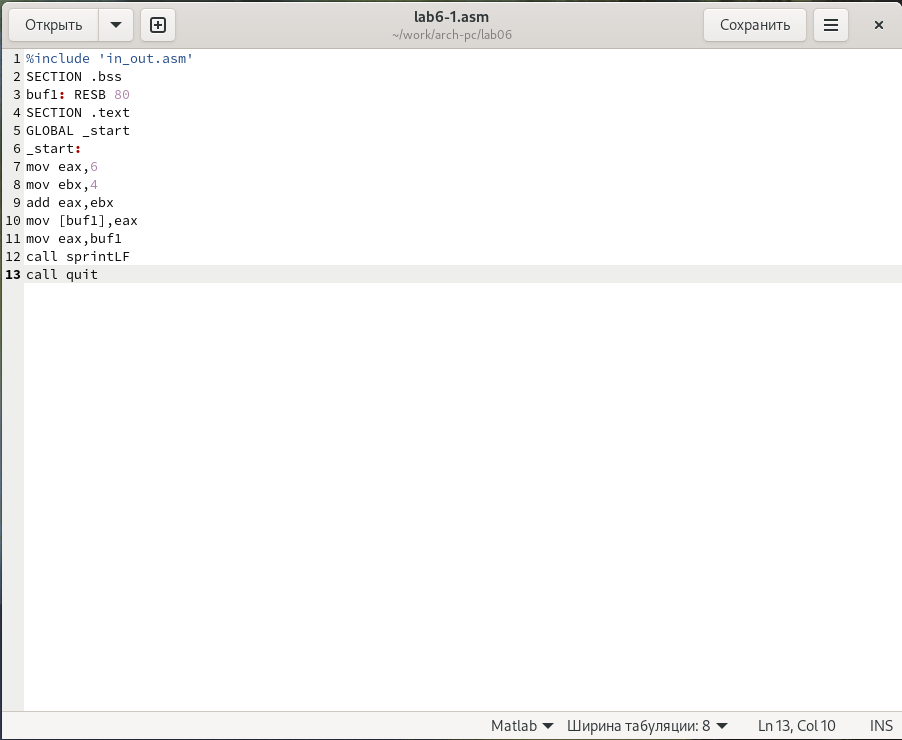 Открыть
lab6-1.asm
~/work/arch-pc/lab06
Сохранить
1 %include 'in_out.asm'
2 SECTION .bss
3 buf1: RESB 80
4 SECTION .text
5 GLOBAL _start
6 _start:
7 mov eax,6
8 mov ebx,4
9 add eax,ebx
10 mov [buf1],eax
11 mov eax,buf1
12 call sprintLF
13 call quit
Matlab Ширина табуляции: 8 Ln 13, Col 10 INS